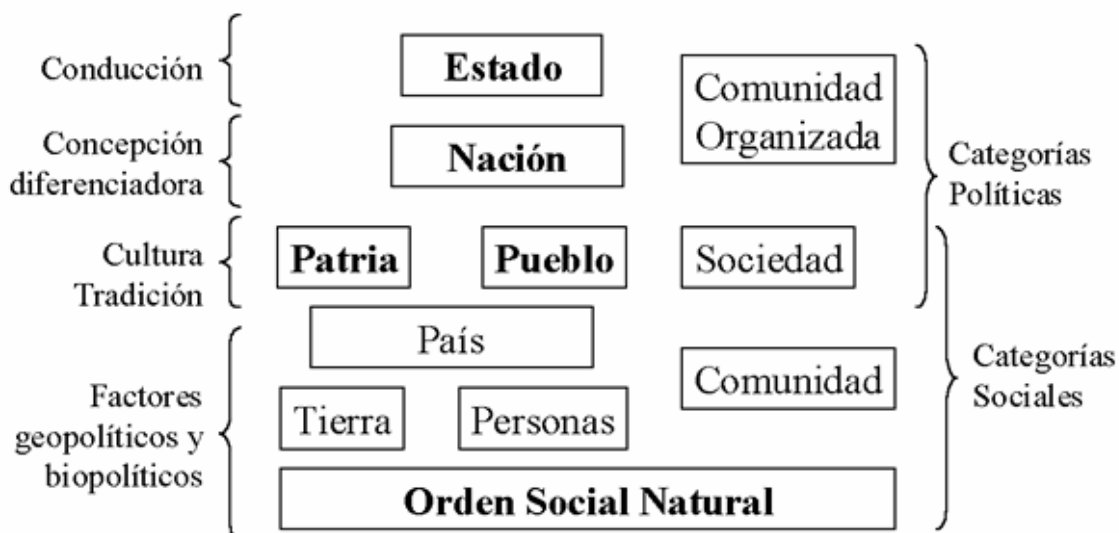 Conducción
Estado
Comunidad
Organizada
Concepción
diferenciadora
Nación
Categorías
Políticas
Cultura
Tradición
Patria
Pueblo
Sociedad
País
Comunidad
Categorías
Sociales
Factores
geopolíticos y
biopolíticos
Tierra
Personas
Orden Social Natural